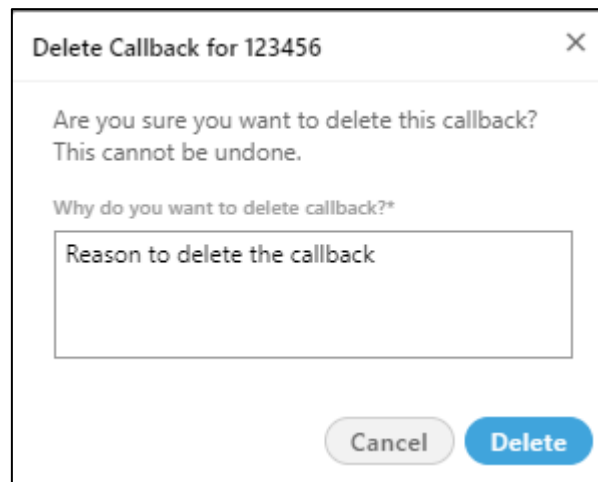 Delete Callback for 123456
Are you sure you want to delete this callback?
This cannot be undone.
Why do you want to delete callback?*
Reason to delete the callback
Cancel
Delete